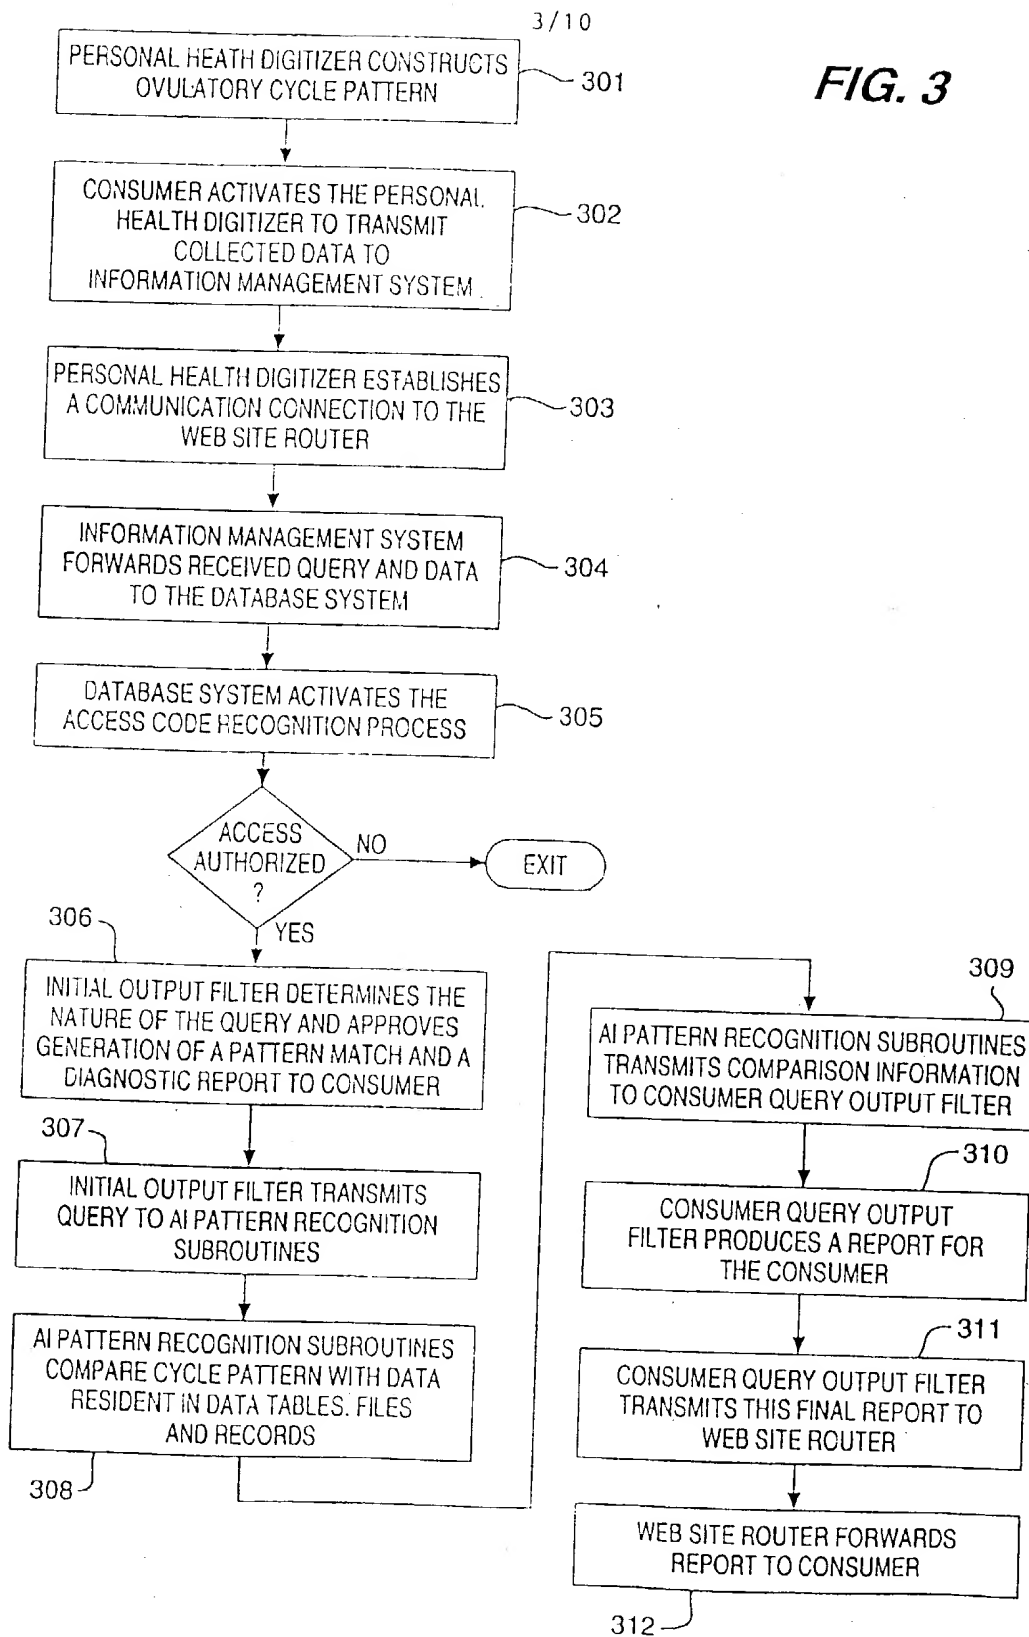 3/10
FIG. 3
PERSONAL HEATH DIGITIZER CONSTRUCTS
OVULATORY CYCLE PATTERN
301
CONSUMER ACTIVATES THE PERSONAL
HEALTH DIGITIZER TO TRANSMIT
COLLECTED DATA TO
INFORMATION MANAGEMENT SYSTEM
302
PERSONAL HEALTH DIGITIZER ESTABLISHES
A COMMUNICATION CONNECTION TO THE
WEB SITE ROUTER
303
INFORMATION MANAGEMENT SYSTEM
FORWARDS RECEIVED QUERY AND DATA
TO THE DATABASE SYSTEM
304
DATABASE SYSTEM ACTIVATES THE
ACCESS CODE RECOGNITION PROCESS
305
ACCESS
AUTHORIZED
?
NO
EXIT
YES
306
INITIAL OUTPUT FILTER DETERMINES THE
NATURE OF THE QUERY AND APPROVES
GENERATION OF A PATTERN MATCH AND A
DIAGNOSTIC REPORT TO CONSUMER
307
INITIAL OUTPUT FILTER TRANSMITS
QUERY TO AI PATTERN RECOGNITION
SUBROUTINES
AI PATTERN RECOGNITION SUBROUTINES
COMPARE CYCLE PATTERN WITH DATA
RESIDENT IN DATA TABLES. FILES
AND RECORDS
308
309
AI PATTERN RECOGNITION SUBROUTINES
TRANSMITS COMPARISON INFORMATION
TO CONSUMER QUERY OUTPUT FILTER
310
CONSUMER QUERY OUTPUT
FILTER PRODUCES A REPORT FOR
THE CONSUMER
311
CONSUMER QUERY OUTPUT FILTER
TRANSMITS THIS FINAL REPORT TO
WEB SITE ROUTER
WEB SITE ROUTER FORWARDS
REPORT TO CONSUMER
312